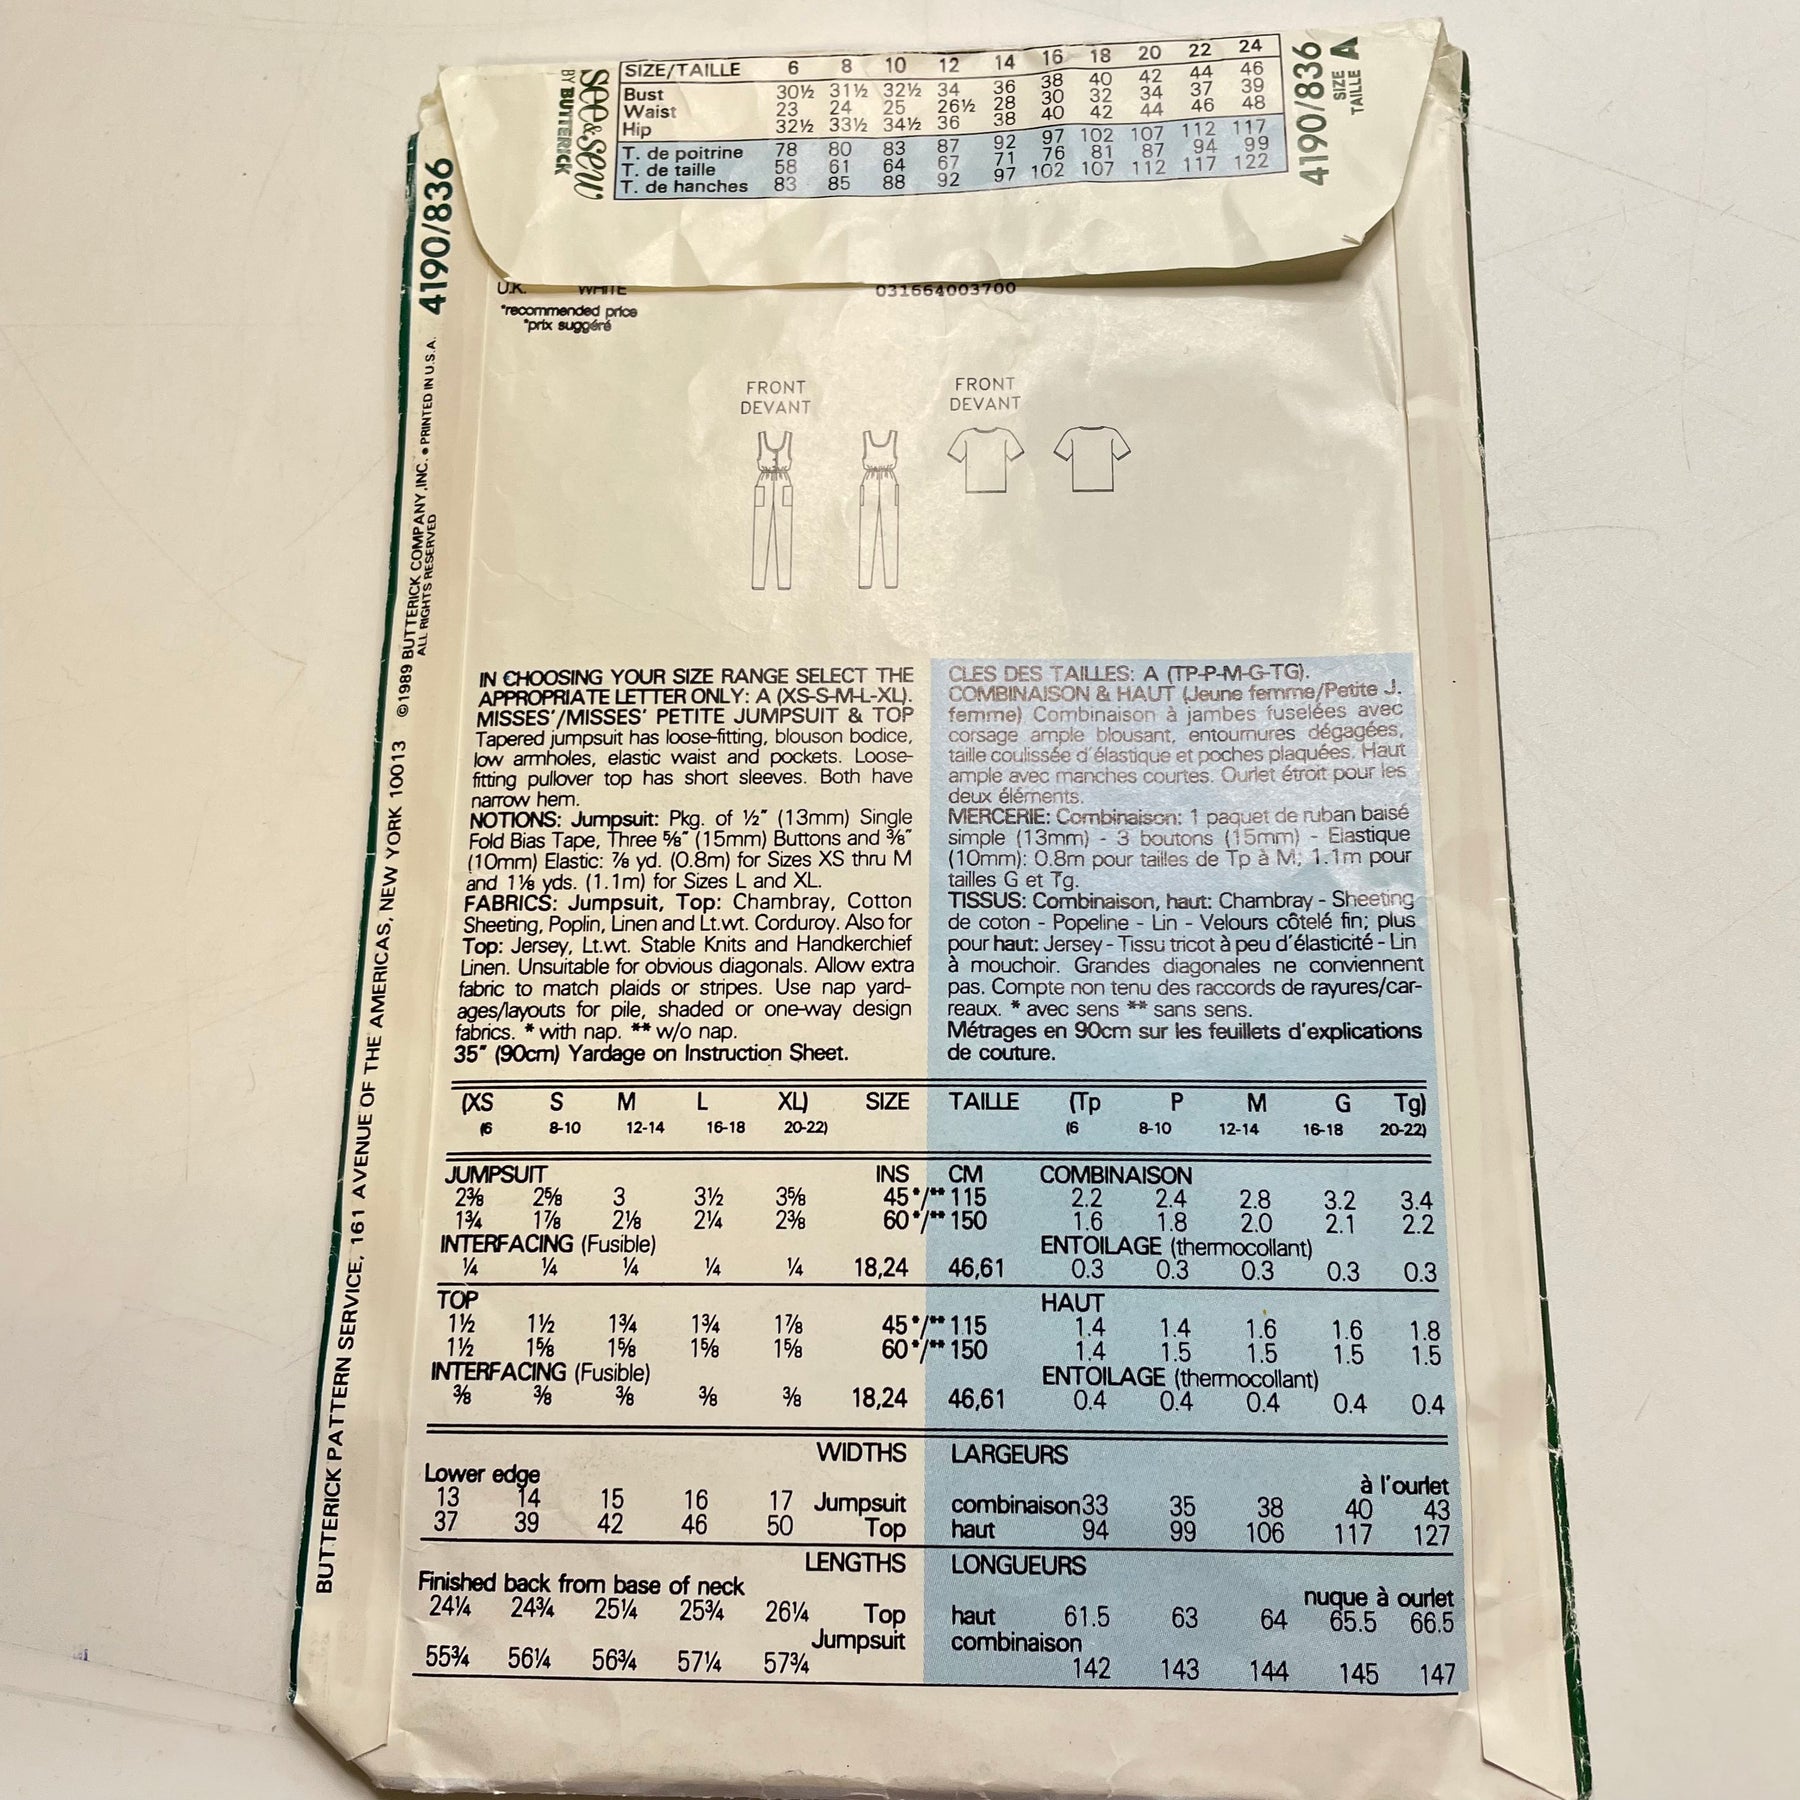 see & sew
BY BUTTERICK
SIZE/TAILLE 6 8 10 12 14 16 18 20 22 24
Bust 30½ 31½ 32½ 34 36 38 40 42 44 46
Waist 23 24 25 26½ 28 30 32 34 37 39
Hip 32½ 33½ 34½ 36 38 40 42 44 46 48
T. de poitrine 78 80 83 87 92 97 102 107 112 117
T. de taille 58 61 64 67 71 76 81 87 94 99
T. de hanches 83 85 88 92 97 102 107 112 117 122
4190/836
SIZE
TAILLE A
U.K. WHITE
*recommended price
*prix suggéré
031664003700
FRONT
DEVANT
FRONT
DEVANT
IN CHOOSING YOUR SIZE RANGE SELECT THE
APPROPRIATE LETTER ONLY: A (XS-S-M-L-XL).
MISSES'/MISSES' PETITE JUMPSUIT & TOP
Tapered jumpsuit has loose-fitting, blouson bodice,
low armholes, elastic waist and pockets. Loose-
fitting pullover top has short sleeves. Both have
narrow hem.
NOTIONS: Jumpsuit: Pkg. of ½" (13mm) Single
Fold Bias Tape, Three ⅝" (15mm) Buttons and ⅜"
(10mm) Elastic: ⅞ yd. (0.8m) for Sizes XS thru M
and 1⅛ yds. (1.1m) for Sizes L and XL.
FABRICS: Jumpsuit, Top: Chambray, Cotton
Sheeting, Poplin, Linen and Lt.wt. Corduroy. Also for
Top: Jersey, Lt.wt. Stable Knits and Handkerchief
Linen. Unsuitable for obvious diagonals. Allow extra
fabric to match plaids or stripes. Use nap yard-
ages/layouts for pile, shaded or one-way design
fabrics. * with nap. ** w/o nap.
35" (90cm) Yardage on Instruction Sheet.
CLES DES TAILLES: A (TP-P-M-G-TG).
COMBINAISON & HAUT (Jeune femme/Petite J.
femme) Combinaison à jambes fuselées avec
corsage ample blousant, entournures dégagées,
taille coulissée d'élastique et poches plaquées. Haut
ample avec manches courtes. Ourlet étroit pour les
deux éléments.
MERCERIE: Combinaison: 1 paquet de ruban baisé
simple (13mm) - 3 boutons (15mm) - Elastique
(10mm): 0.8m pour tailles de Tp à M; 1.1m pour
tailles G et Tg.
TISSUS: Combinaison, haut: Chambray - Sheeting
de coton - Popeline - Lin - Velours côtelé fin; plus
pour haut: Jersey - Tissu tricot à peu d'élasticité - Lin
à mouchoir. Grandes diagonales ne conviennent
pas. Compte non tenu des raccords de rayures/car-
reaux. * avec sens ** sans sens.
Métrages en 90cm sur les feuillets d'explications
de couture.
(XS S M L XL) SIZE TAILLE (Tp P M G Tg)
(6 8-10 12-14 16-18 20-22) (6 8-10 12-14 16-18 20-22)
JUMPSUIT INS CM COMBINAISON
2⅜ 2⅝ 3 3½ 3⅝ 45*/** 115 2.2 2.4 2.8 3.2 3.4
1¾ 1⅞ 2⅛ 2¼ 2⅜ 60*/** 150 1.6 1.8 2.0 2.1 2.2
INTERFACING (Fusible) ENTOILAGE (thermocollant)
¼ ¼ ¼ ¼ ¼ 18,24 46,61 0.3 0.3 0.3 0.3 0.3
TOP HAUT
1½ 1½ 1¾ 1¾ 1⅞ 45*/** 115 1.4 1.4 1.6 1.6 1.8
1½ 1⅝ 1⅝ 1⅝ 1⅝ 60*/** 150 1.4 1.5 1.5 1.5 1.5
INTERFACING (Fusible) ENTOILAGE (thermocollant)
⅜ ⅜ ⅜ ⅜ ⅜ 18,24 46,61 0.4 0.4 0.4 0.4 0.4
WIDTHS LARGEURS
Lower edge à l'ourlet
13 14 15 16 17 Jumpsuit combinaison 33 35 38 40 43
37 39 42 46 50 Top haut 94 99 106 117 127
LENGTHS LONGUEURS
Finished back from base of neck nuque à ourlet
24¼ 24¾ 25¼ 25¾ 26¼ Top haut 61.5 63 64 65.5 66.5
Jumpsuit combinaison
55¾ 56¼ 56¾ 57¼ 57¾ 142 143 144 145 147
BUTTERICK PATTERN SERVICE, 161 AVENUE OF THE AMERICAS, NEW YORK 10013 ©1989 BUTTERICK COMPANY, INC. • PRINTED IN U.S.A. 4190/836
ALL RIGHTS RESERVED